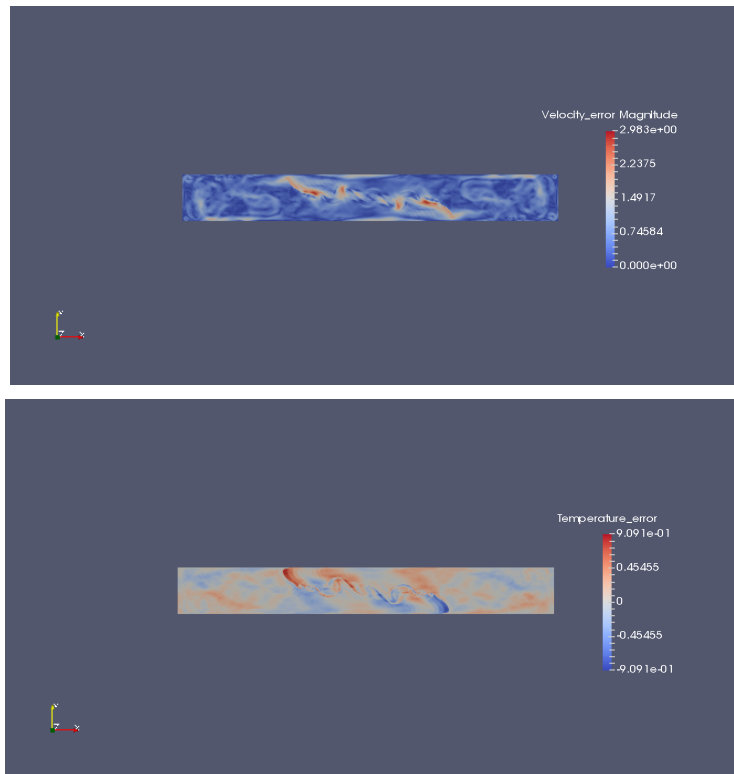 Velocity_error Magnitude
2.983e+00
2.2375
1.4917
0.74584
0.000e+00
Y
Z
X
Temperature_error
9.091e-01
0.45455
0
-0.45455
-9.091e-01
Y
Z
X